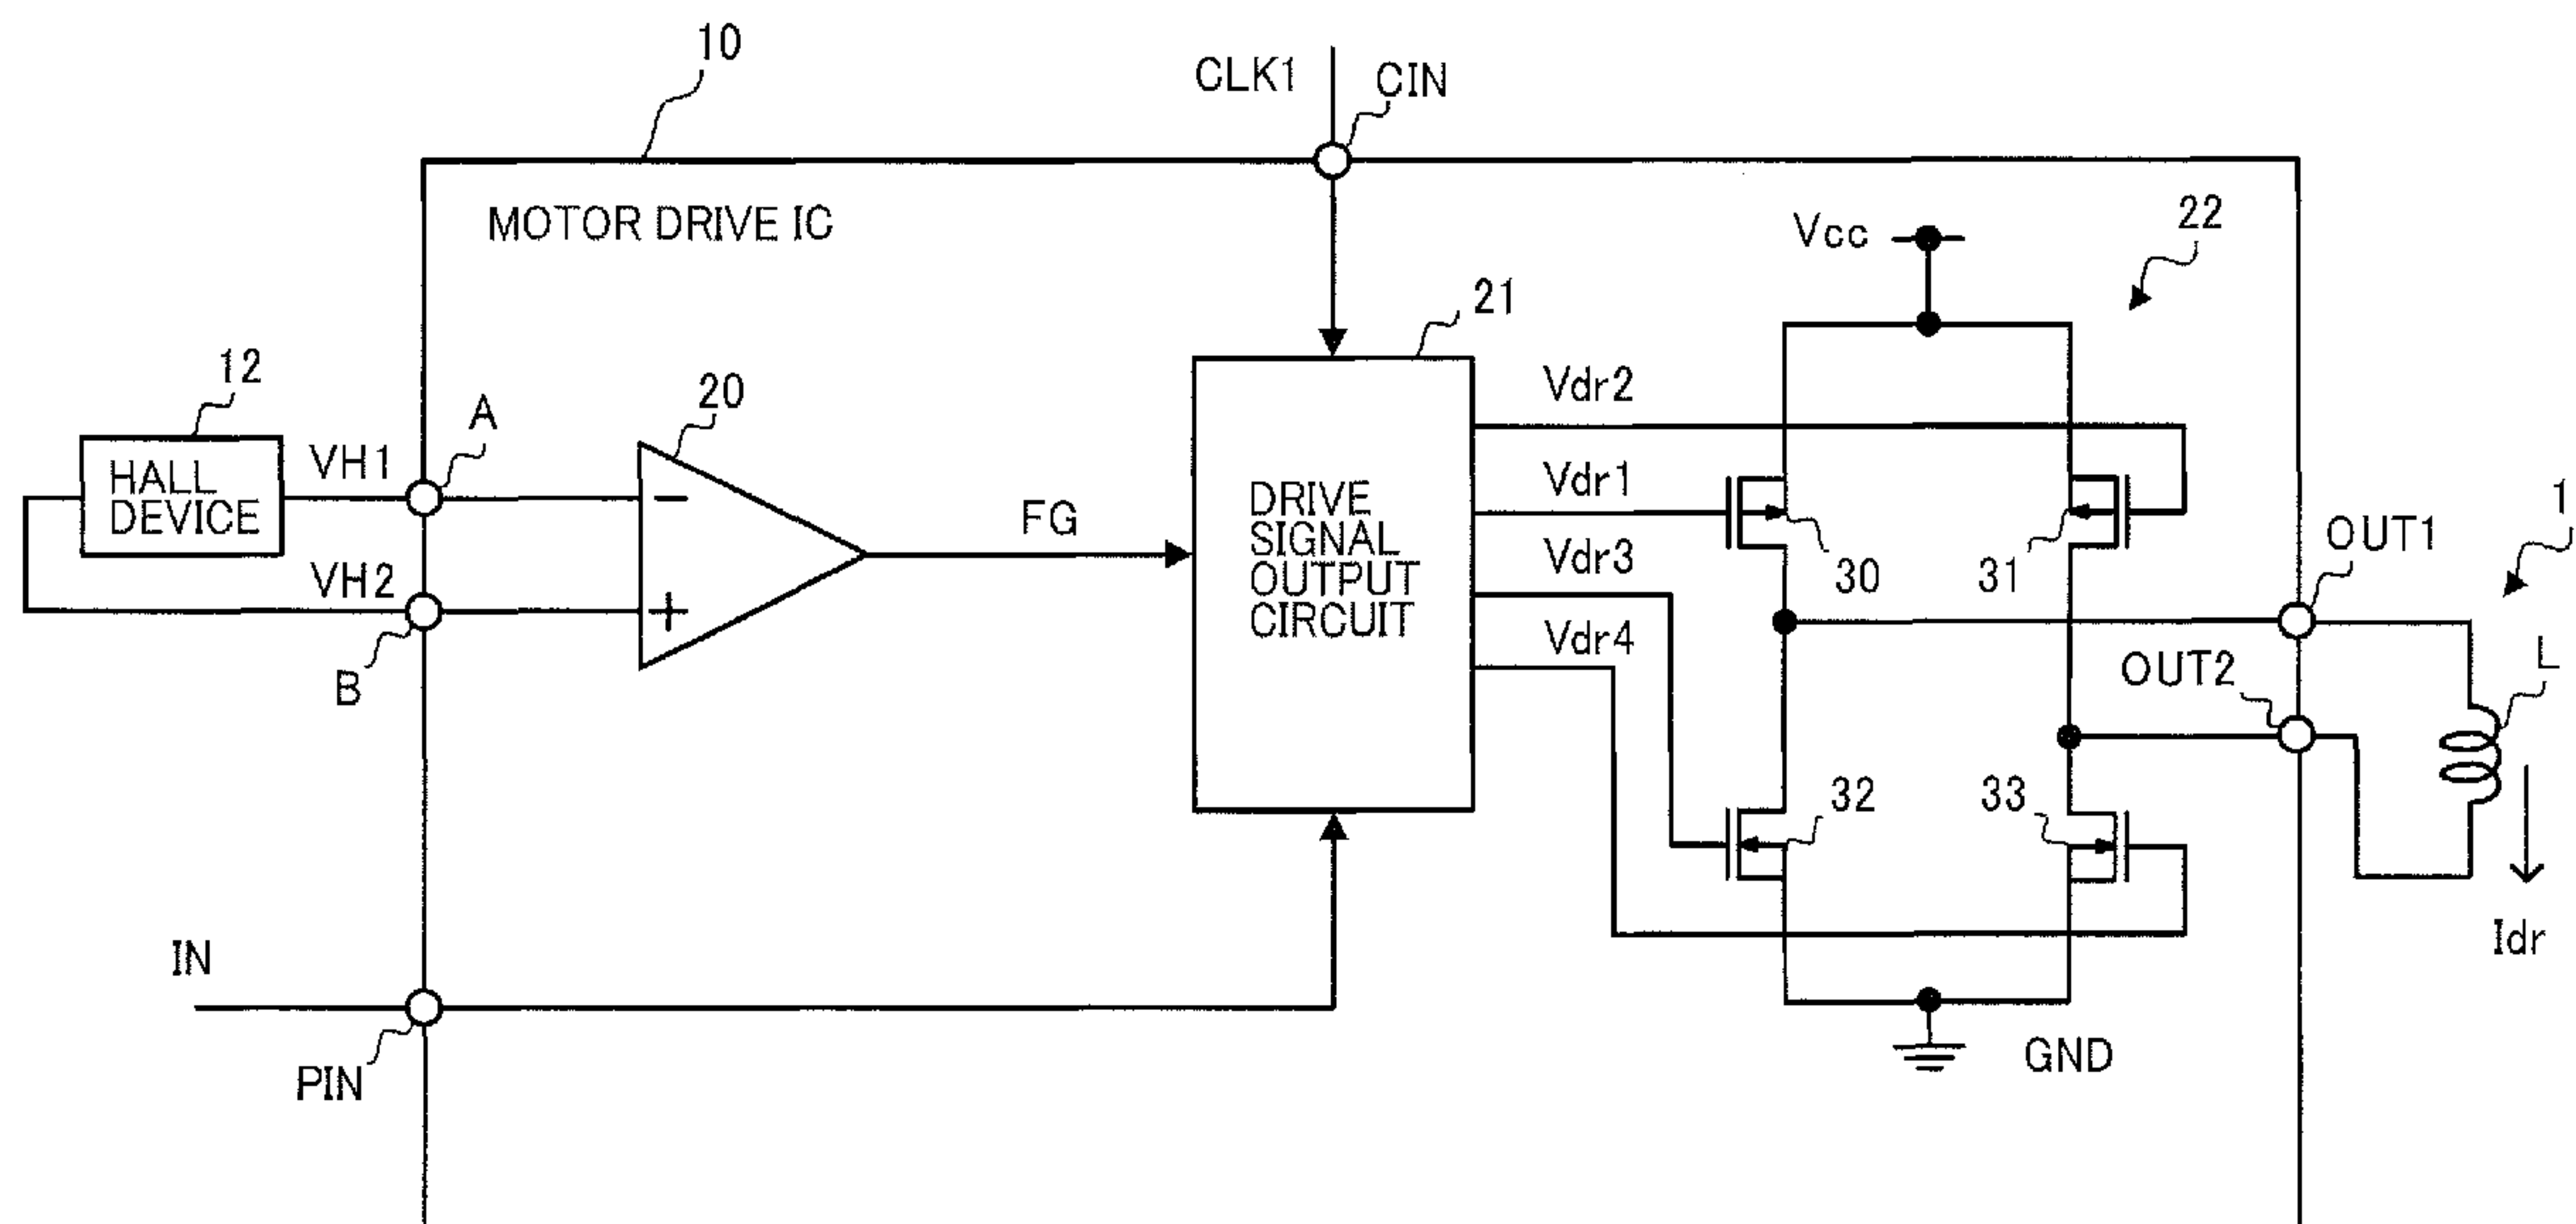 10
CLK1
CIN
MOTOR DRIVE IC
22
Vcc
21
12
A
20
Vdr2
HALL
DEVICE
VH1
−
Vdr1
1
OUT1
FG
DRIVE
SIGNAL
OUTPUT
CIRCUIT
Vdr3
30
31
VH2
+
Vdr4
L
OUT2
B
32
33
IN
Idr
PIN
GND